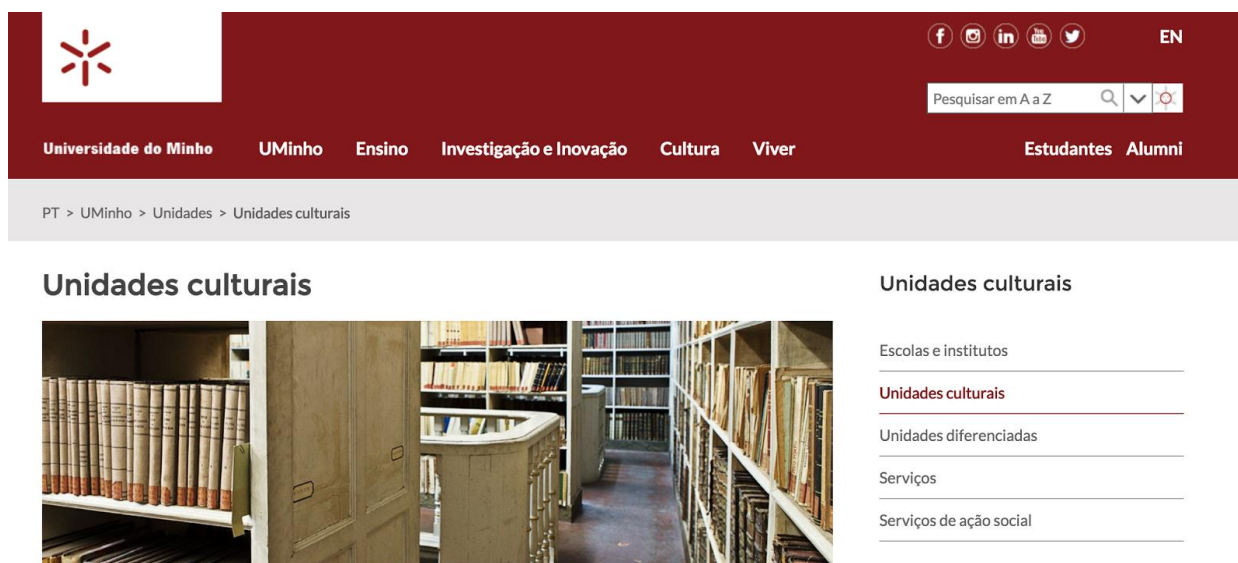 EN
Pesquisar em A a Z
Universidade do Minho UMinho Ensino Investigação e Inovação Cultura Viver Estudantes Alumni
PT > UMinho > Unidades > Unidades culturais
Unidades culturais
Unidades culturais
Escolas e institutos
Unidades culturais
Unidades diferenciadas
Serviços
Serviços de ação social